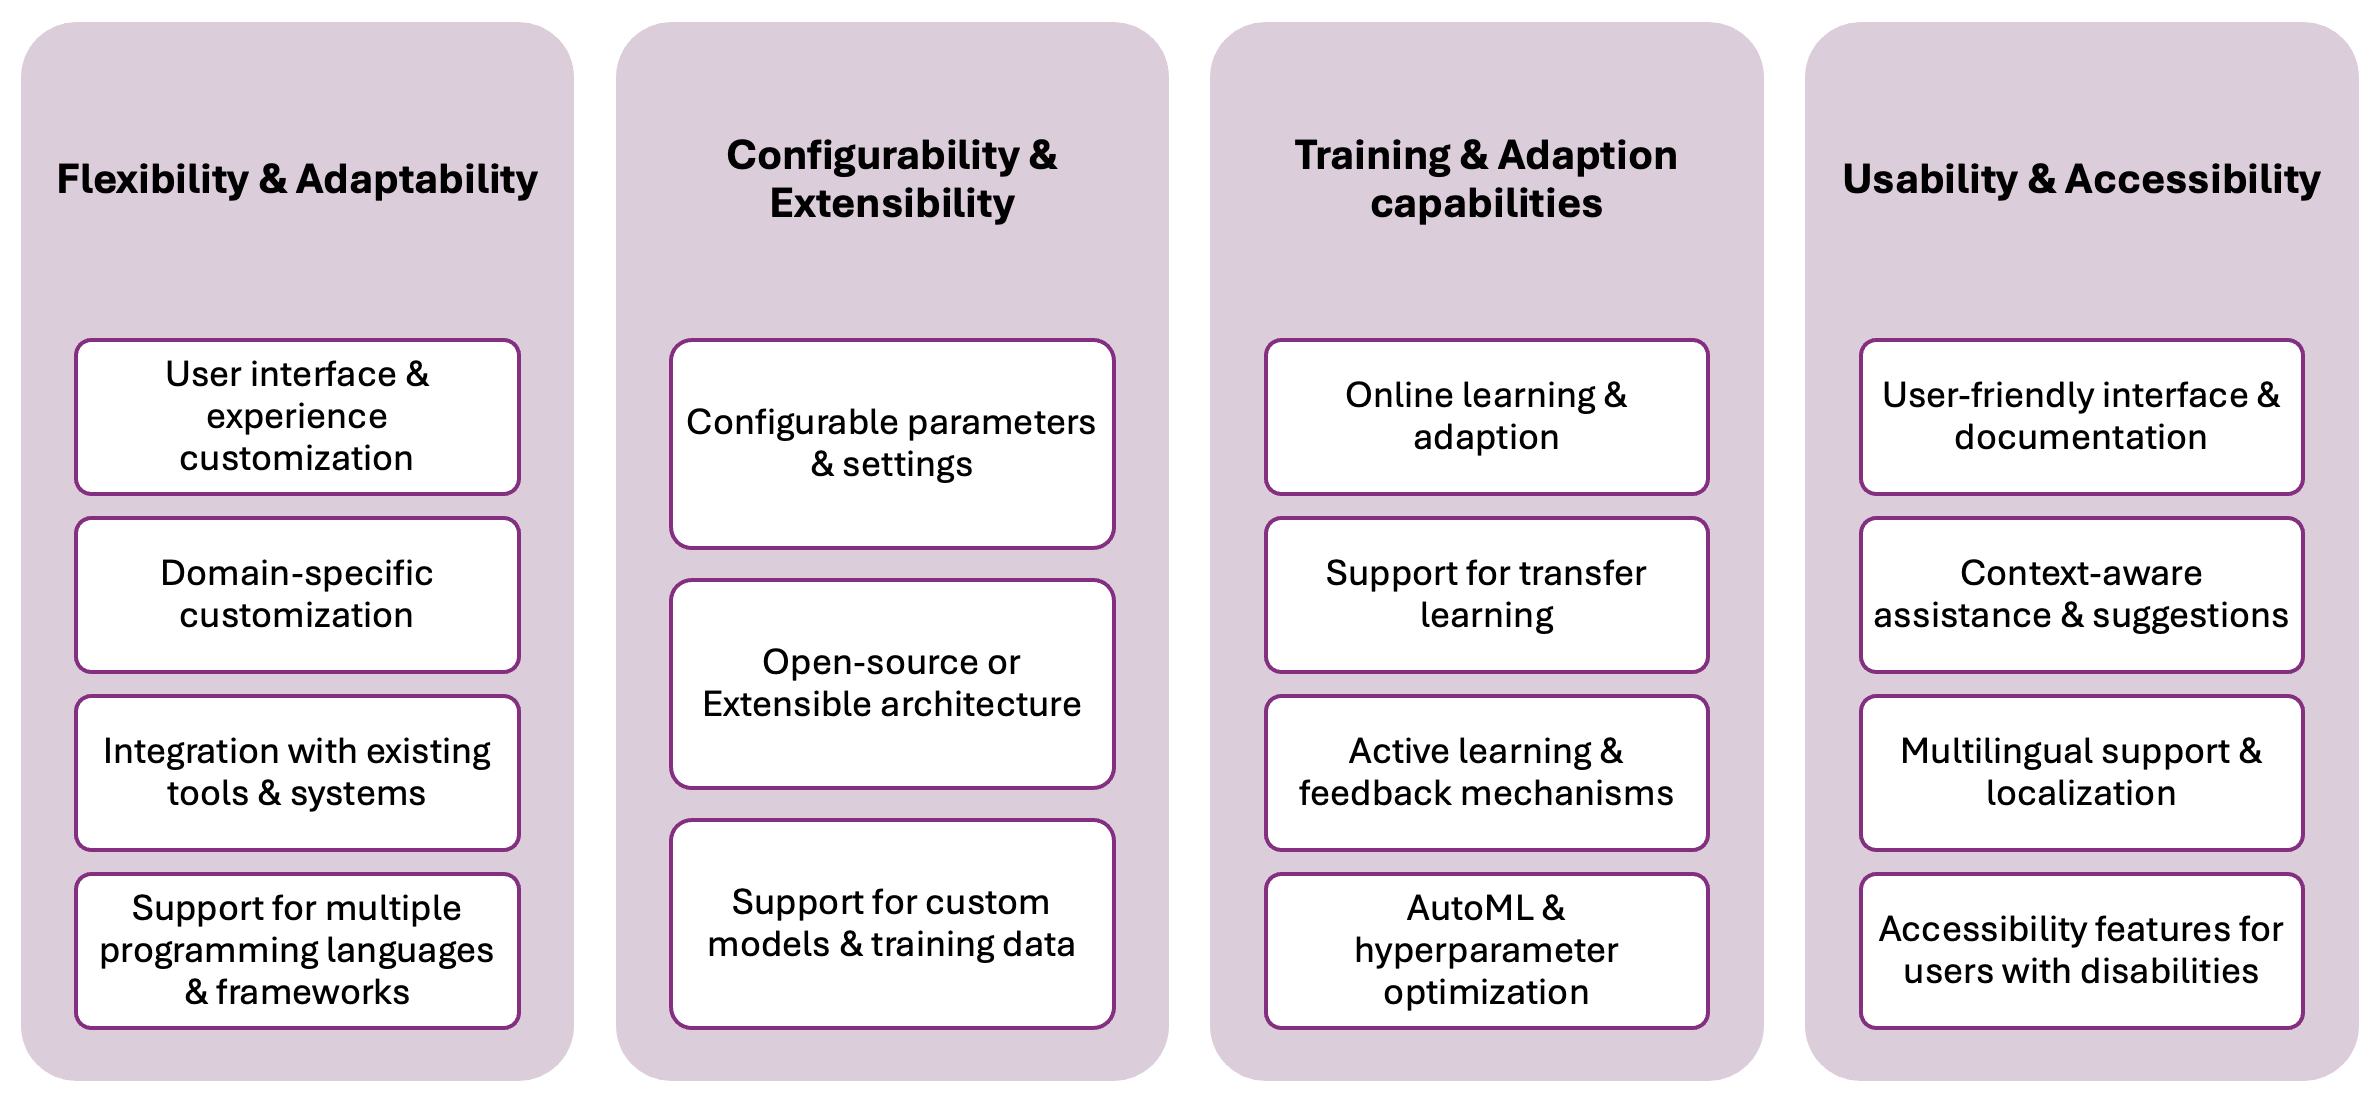 Flexibility & Adaptability
User interface &
experience
customization
Domain-specific
customization
Integration with existing
tools & systems
Support for multiple
programming languages
& frameworks
Configurability &
Extensibility
Configurable parameters
& settings
Open-source or
Extensible architecture
Support for custom
models & training data
Training & Adaption
capabilities
Online learning &
adaption
Support for transfer
learning
Active learning &
feedback mechanisms
AutoML &
hyperparameter
optimization
Usability & Accessibility
User-friendly interface &
documentation
Context-aware
assistance & suggestions
Multilingual support &
localization
Accessibility features for
users with disabilities